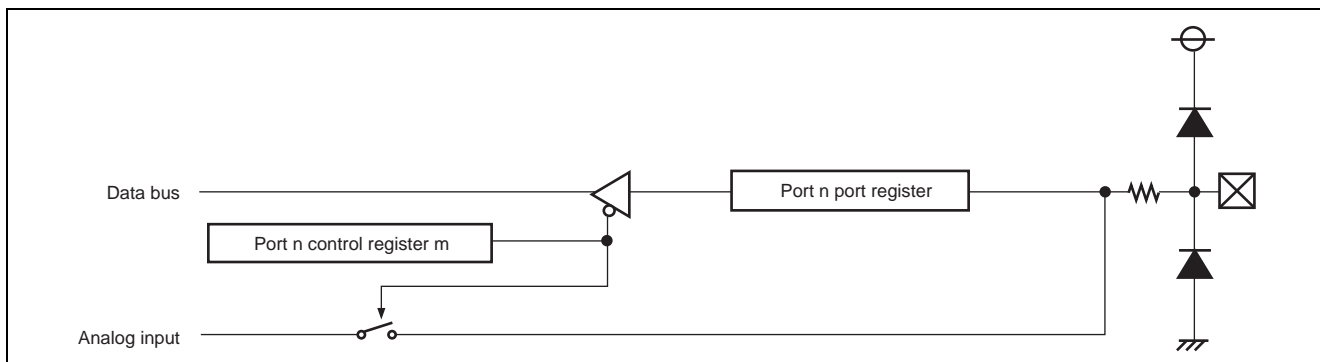 Data bus
Port n port register
Port n control register m
Analog input